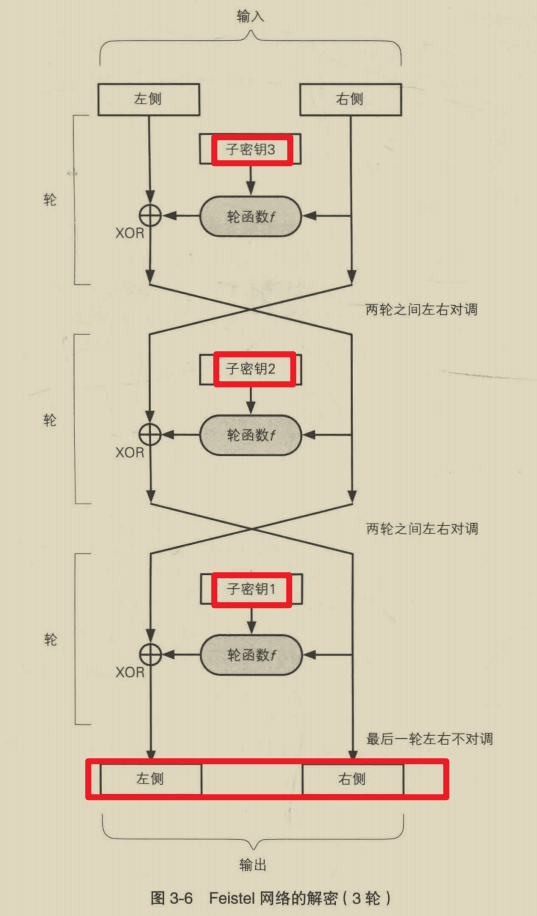 输入
左侧 右侧
子密钥3
轮
轮函数f
XOR
两轮之间左右对调
子密钥2
轮
轮函数f
XOR
两轮之间左右对调
子密钥1
轮
轮函数f
XOR
最后一轮左右不对调
左侧 右侧
输出
图 3-6 Feistel 网络的解密（3 轮）